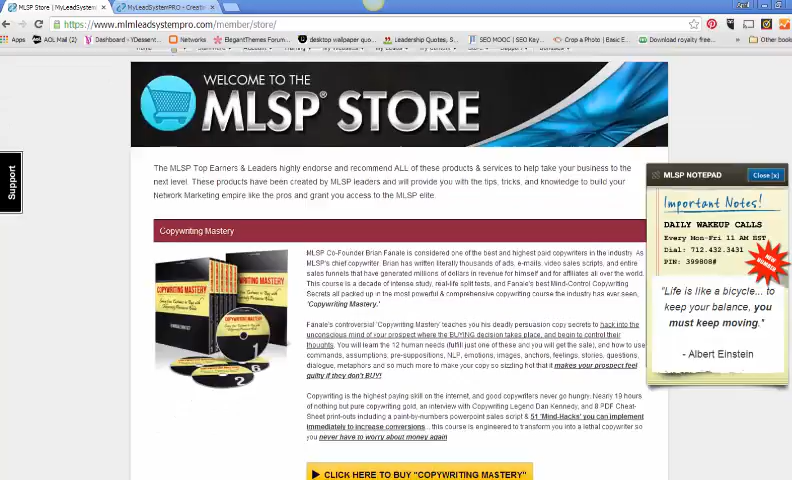 MLSP Store | MyLeadSystem
MyLeadSystemPRO - Creatin
https://www.mlmleadsystempro.com/member/store/
Apps
AOL Mail (2)
Dashboard - YDessent...
Networks
ElegantThemes Forum...
desktop wallpaper quo...
Leadership Quotes, S...
SEO MOOC | SEO Key...
Crop a Photo | Basic E...
Download royalty free...
Other bookm
WELCOME TO THE
MLSP® STORE
Support
The MLSP Top Earners & Leaders highly endorse and recommend ALL of these products & services to help take your business to the
next level. These products have been created by MLSP leaders and will provide you with the tips, tricks, and knowledge to build your
Network Marketing empire like the pros and grant you access to the MLSP elite.
Copywriting Mastery
MLSP Co-Founder Brian Fanale is considered one of the best and highest paid copywriters in the industry. As
MLSP's chief copywriter, Brian has written literally thousands of ads, e-mails, video sales scripts, and entire
sales funnels that have generated millions of dollars in revenue for himself and for affiliates all over the world.
This course is a decade of intense study, real-life split tests, and Fanale's best Mind-Control Copywriting
Secrets all packed up in the most powerful & comprehensive copywriting course the industry has ever seen,
"Copywriting Mastery."
Fanale's controversial 'Copywriting Mastery' teaches you his deadly persuasion copy secrets to hack into the
unconscious mind of your prospect where the BUYING decision takes place, and begin to control their
thoughts. You will learn the 12 human needs (fulfill just one of these and you will get the sale), and how to use
commands, assumptions, pre-suppositions, NLP, emotions, images, anchors, feelings, stories, questions,
dialogue, metaphors and so much more to make your copy so sizzling hot that it makes your prospect feel
guilty if they don't BUY!
Copywriting is the highest paying skill on the internet, and good copywriters never go hungry. Nearly 19 hours
of nothing but pure copywriting gold, an interview with Copywriting Legend Dan Kennedy, and 8 PDF Cheat-
Sheet print-outs including a paint-by-numbers powerpoint sales script & 51 'Mind-Hacks' you can implement
immediately to increase conversions... this course is engineered to transform you into a lethal copywriter so
you never have to worry about money again
CLICK HERE TO BUY "COPYWRITING MASTERY"
COPYWRITING MASTERY
1
2
6
MLSP NOTEPAD
Close [x]
Important Notes!
DAILY WAKEUP CALLS
Every Mon-Fri 11 AM EST
Dial: 712.432.3431
PIN: 399808#
NEW NUMBER
"Life is like a bicycle... to
keep your balance, you
must keep moving."
- Albert Einstein